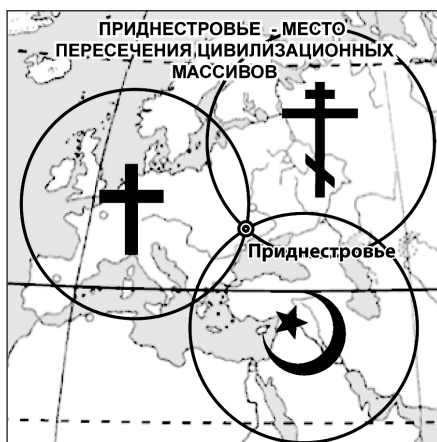 ПРИДНЕСТРОВЬЕ - МЕСТО
ПЕРЕСЕЧЕНИЯ ЦИВИЛИЗАЦИОННЫХ
МАССИВОВ
Приднестровье